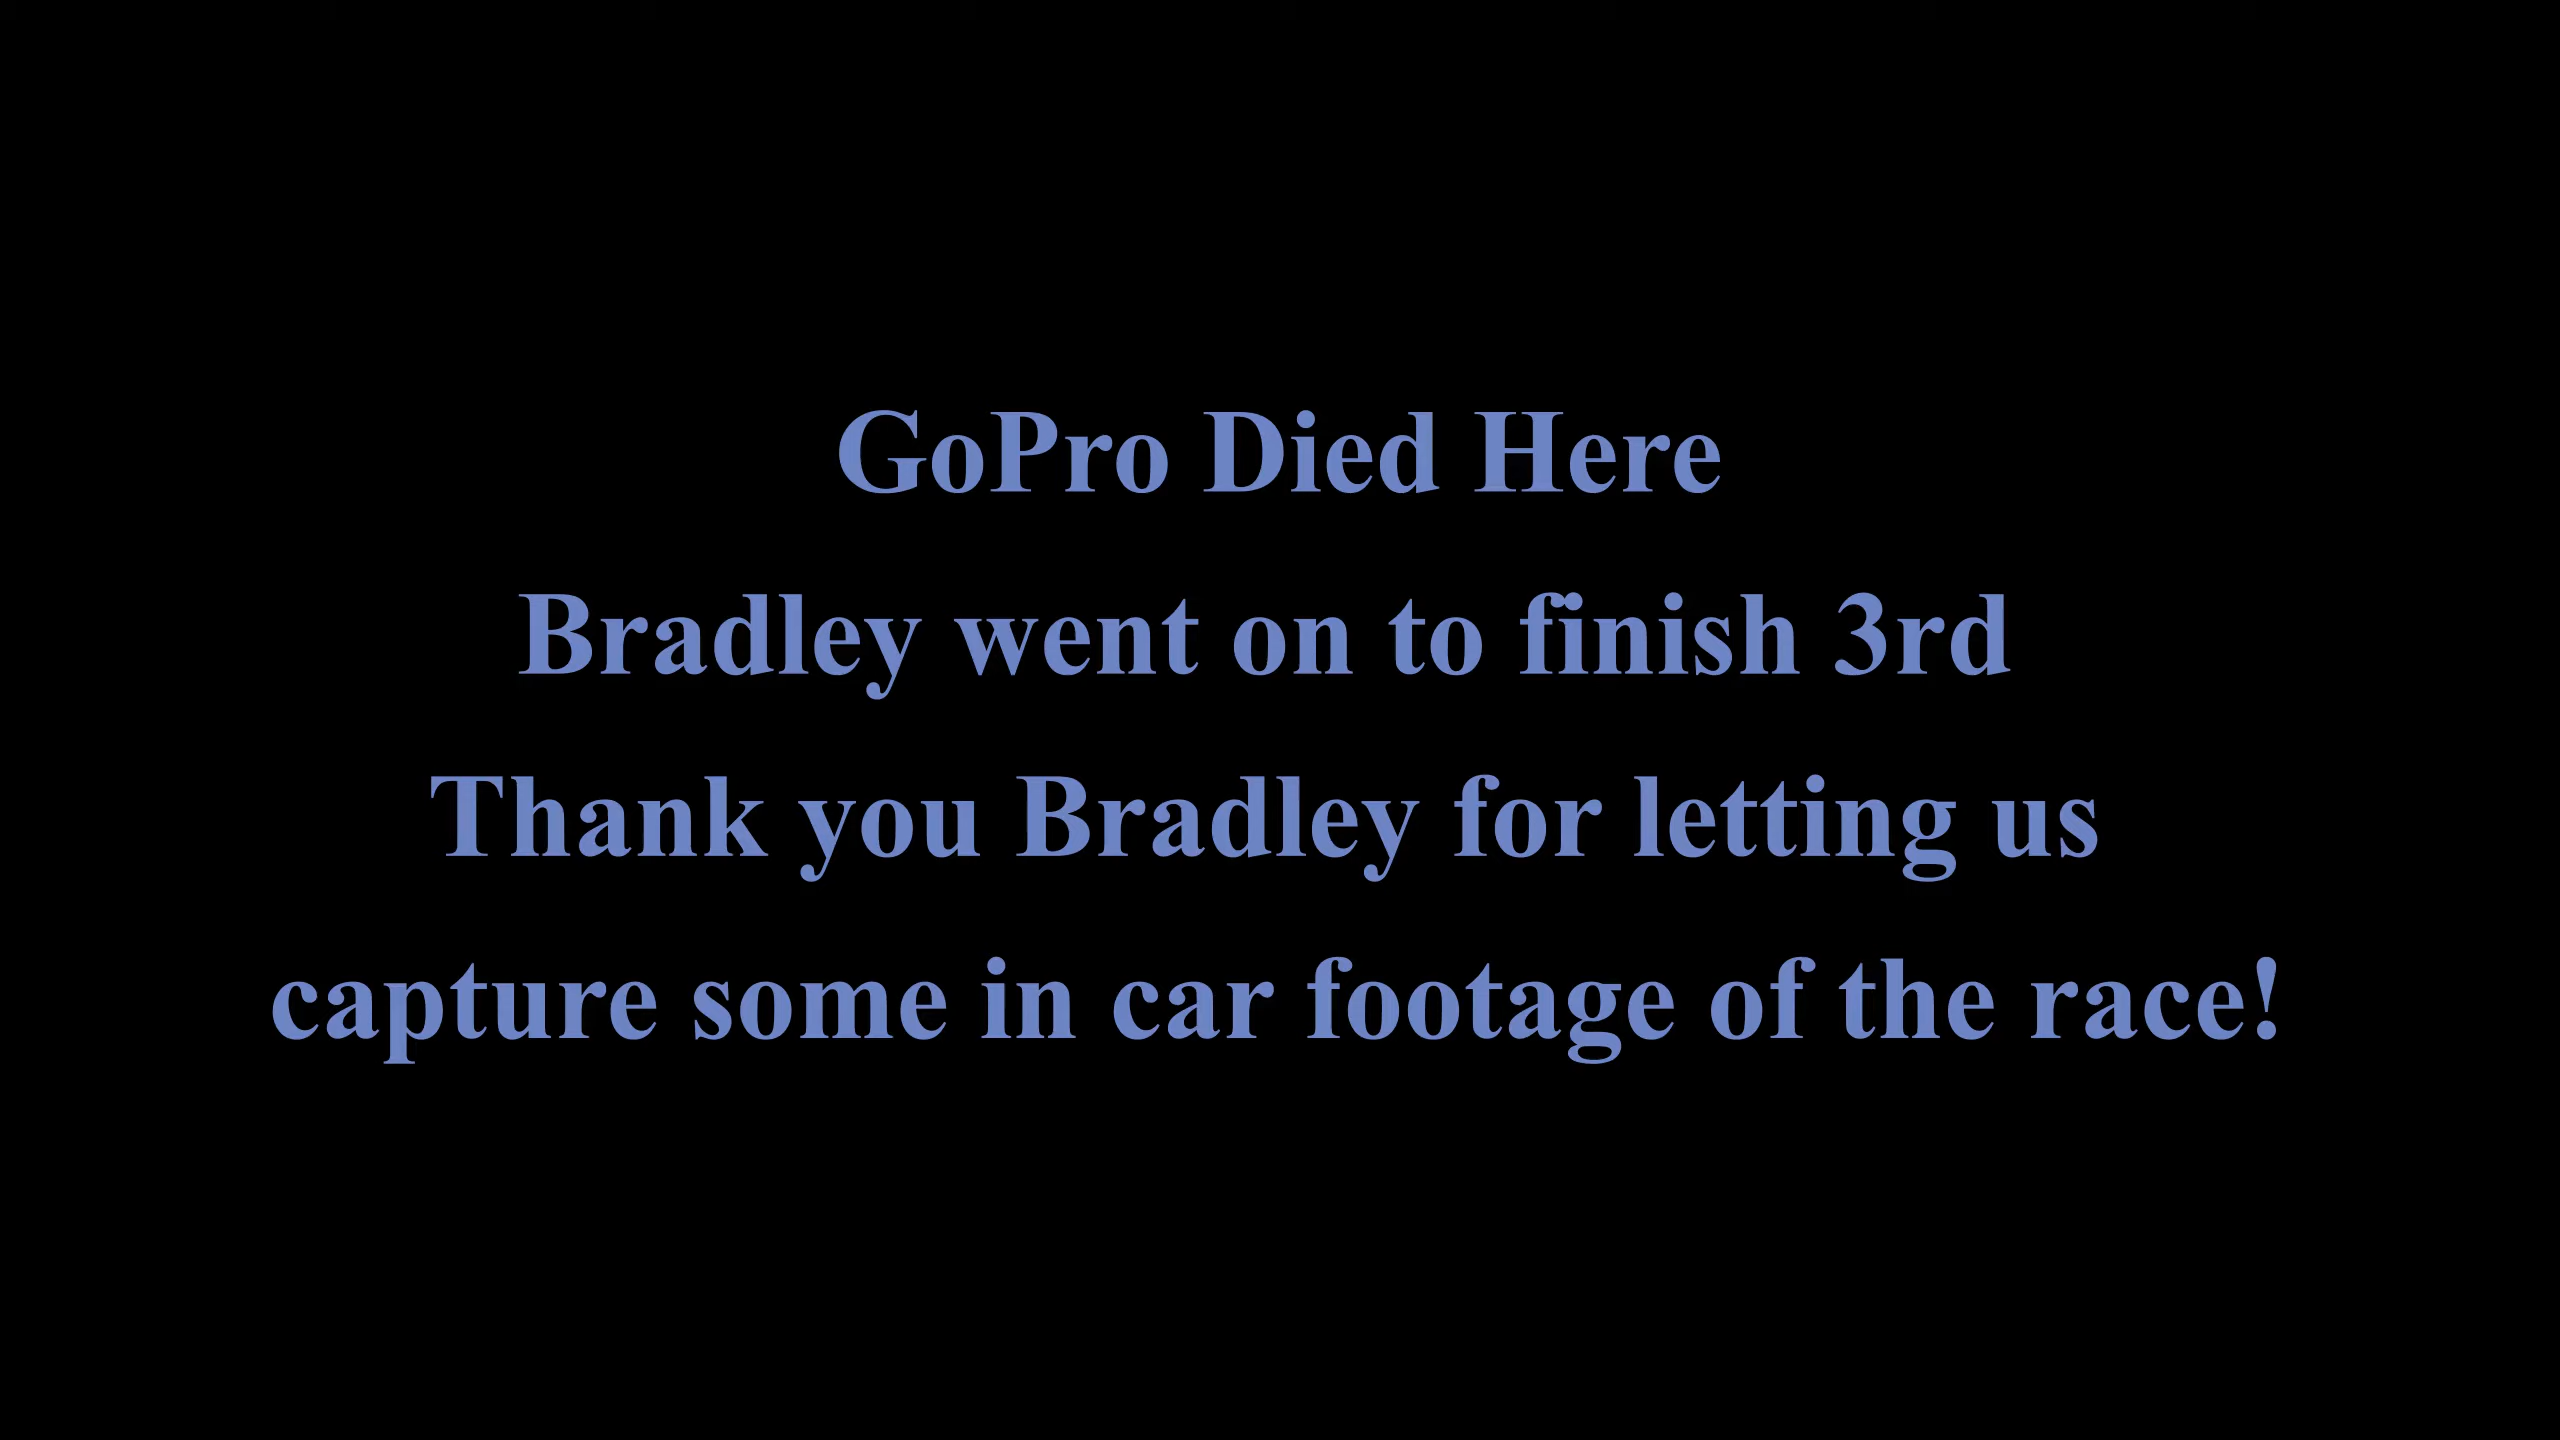 GoPro Died Here
Bradley went on to finish 3rd
Thank you Bradley for letting us
capture some in car footage of the race!